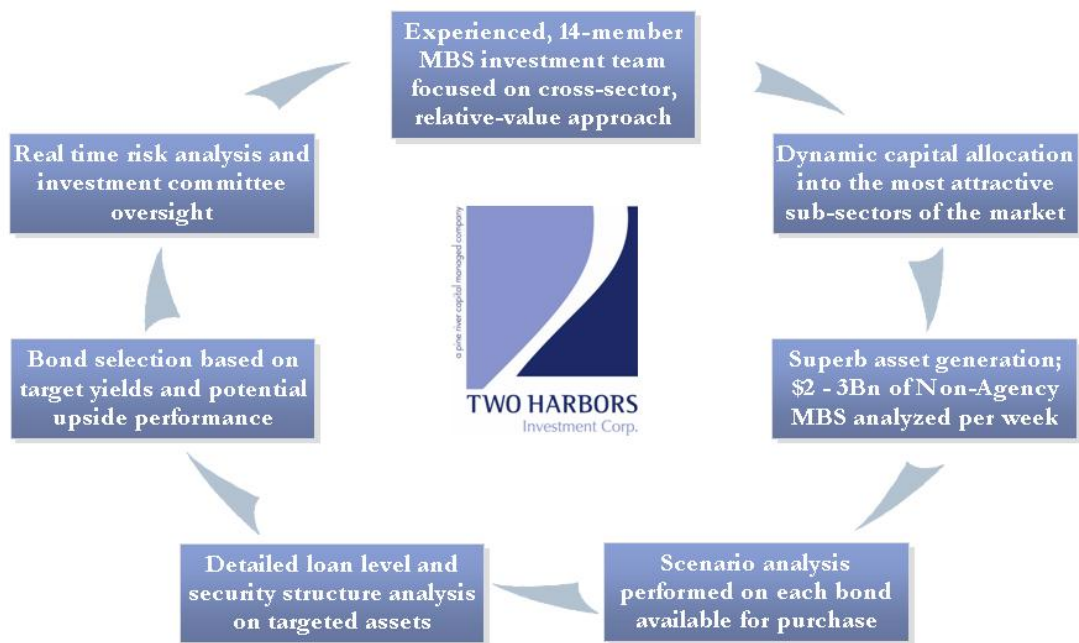 Experienced, 14-member
MBS investment team
focused on cross-sector,
relative-value approach
Dynamic capital allocation
into the most attractive
sub-sectors of the market
Superb asset generation;
$2 - 3Bn of Non-Agency
MBS analyzed per week
Scenario analysis
performed on each bond
available for purchase
Detailed loan level and
security structure analysis
on targeted assets
Bond selection based on
target yields and potential
upside performance
Real time risk analysis and
investment committee
oversight
a pine river capital managed company
TWO HARBORS
Investment Corp.